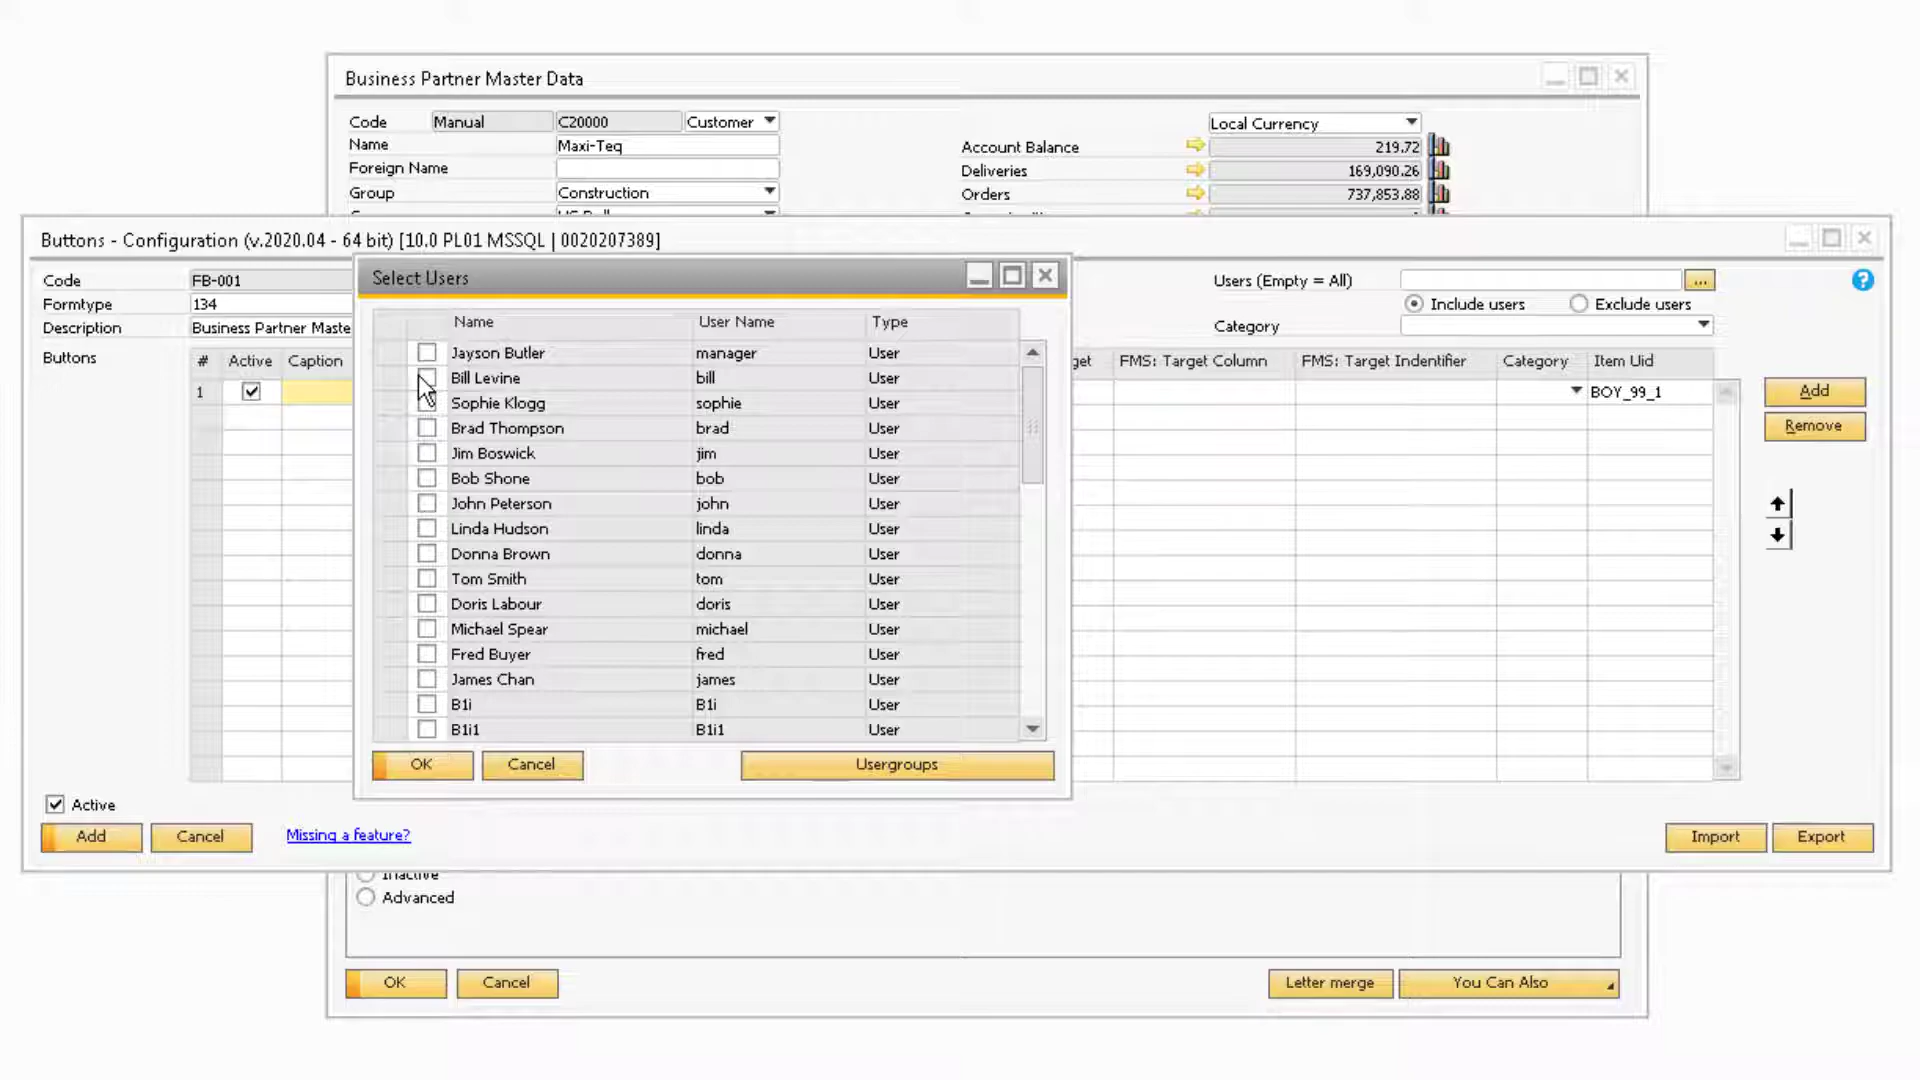 Business Partner Master Data
Code Manual C20000 Customer Local Currency
Name Maxi-Teq Account Balance 219.72
Foreign Name Deliveries 169,090.26
Group Construction Orders 737,853.88
Buttons - Configuration (v.2020.04 - 64 bit) [10.0 PL01 MSSQL | 0020207389]
Select Users
Code FB-001 Users (Empty = All) ... ?
Formtype 134 Include users Exclude users
Description Business Partner Maste Category
Buttons # Active Caption get FMS: Target Column FMS: Target Indentifier Category Item Uid
1 BOY_99_1 Add
Remove
Name User Name Type
Jayson Butler manager User
Bill Levine bill User
Sophie Klogg sophie User
Brad Thompson brad User
Jim Boswick jim User
Bob Shone bob User
John Peterson john User
Linda Hudson linda User
Donna Brown donna User
Tom Smith tom User
Doris Labour doris User
Michael Spear michael User
Fred Buyer fred User
James Chan james User
B1i B1i User
B1i1 B1i1 User
OK Cancel Usergroups
Active
Add Cancel Missing a feature? Import Export
Inactive
Advanced
OK Cancel Letter merge You Can Also